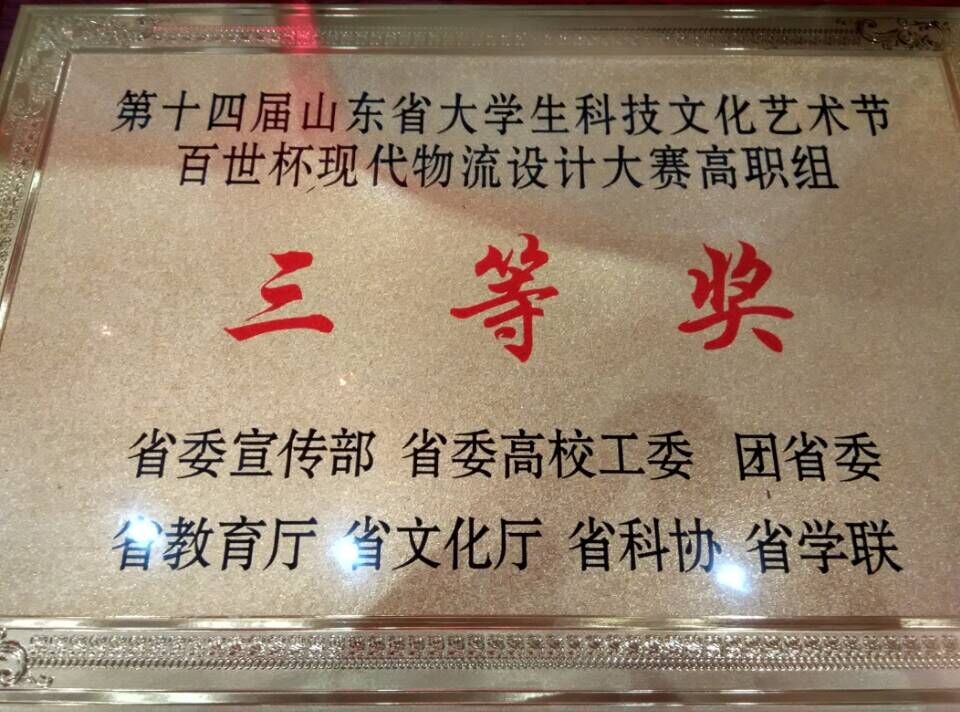 第十四届山东省大学生科技文化艺术节
百世杯现代物流设计大赛高职组
三等奖
省委宣传部 省委高校工委 团省委
省教育厅 省文化厅 省科协 省学联